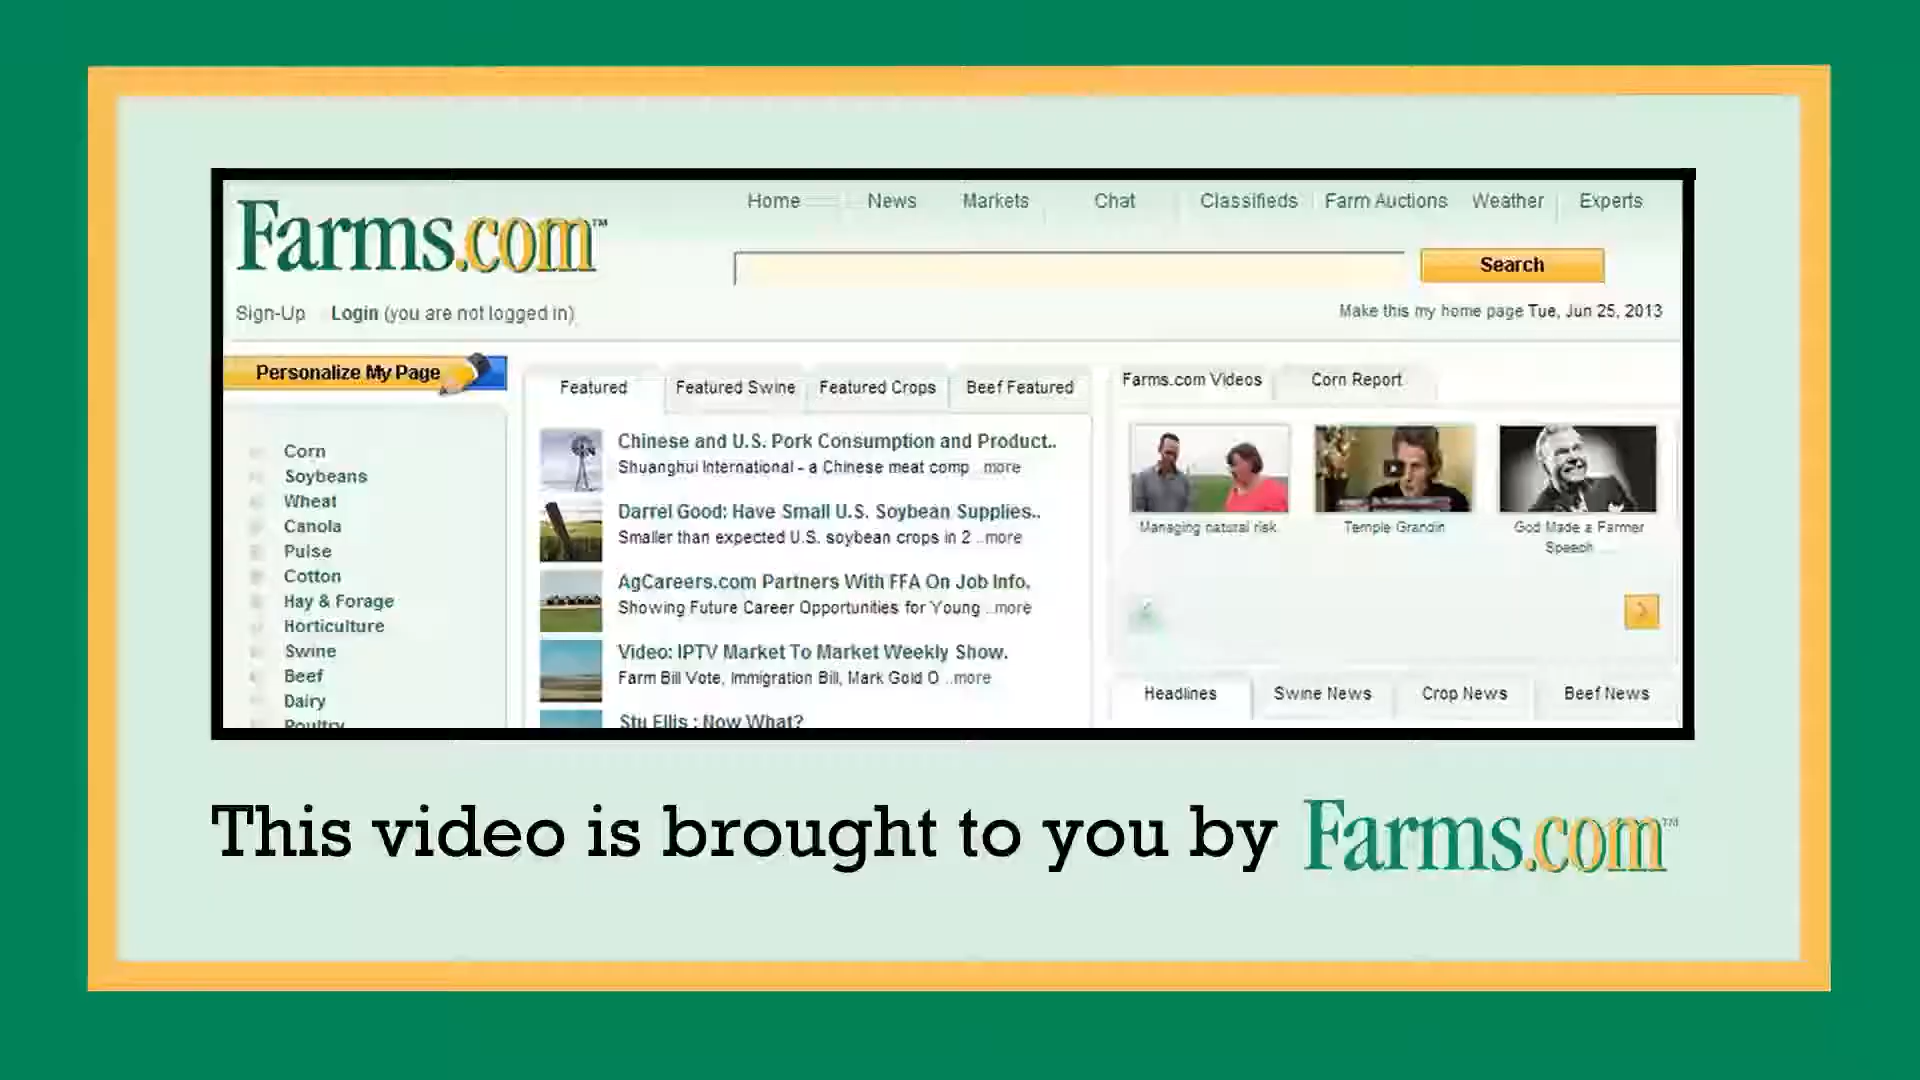 Farms.com™
Home News Markets Chat Classifieds Farm Auctions Weather Experts
Search
Sign-Up Login (you are not logged in)
Make this my home page Tue, Jun 25, 2013
Personalize My Page
Corn
Soybeans
Wheat
Canola
Pulse
Cotton
Hay & Forage
Horticulture
Swine
Beef
Dairy
Poultry
Featured Featured Swine Featured Crops Beef Featured
Chinese and U.S. Pork Consumption and Product..
Shuanghui International - a Chinese meat comp ..more
Darrel Good: Have Small U.S. Soybean Supplies..
Smaller than expected U.S. soybean crops in 2 ..more
AgCareers.com Partners With FFA On Job Info.
Showing Future Career Opportunities for Young ..more
Video: IPTV Market To Market Weekly Show.
Farm Bill Vote, Immigration Bill, Mark Gold O ..more
Stu Ellis : Now What?
Farms.com Videos Corn Report
Managing natural risk
Temple Grandin
God Made a Farmer
Speech ...
Headlines Swine News Crop News Beef News
This video is brought to you by Farms.com™